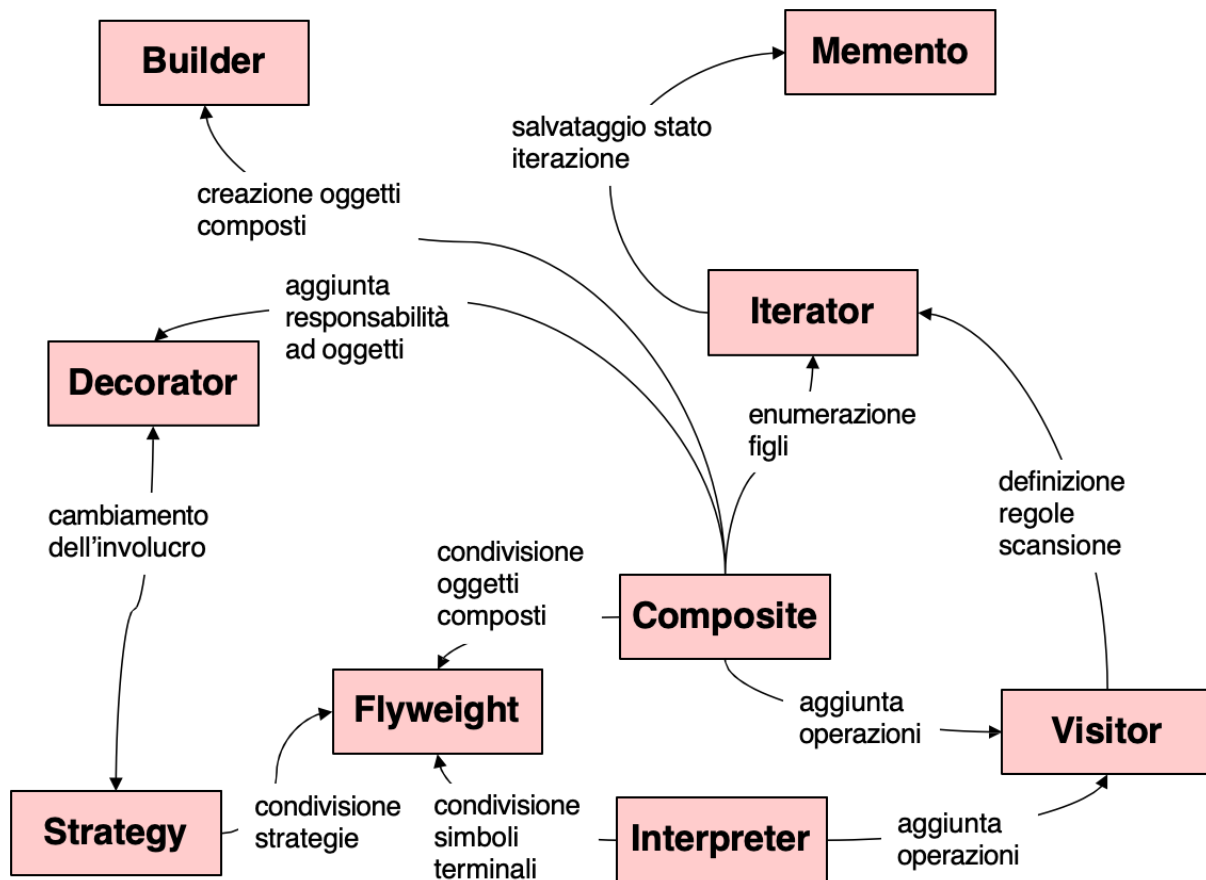 Builder
Memento
salvataggio stato
iterazione
creazione oggetti
composti
aggiunta
responsabilità
ad oggetti
Iterator
Decorator
enumerazione
figli
cambiamento
dell’involucro
definizione
regole
scansione
condivisione
oggetti
composti
Composite
Flyweight
aggiunta
operazioni
Visitor
Strategy
condivisione
strategie
condivisione
simboli
terminali
Interpreter
aggiunta
operazioni